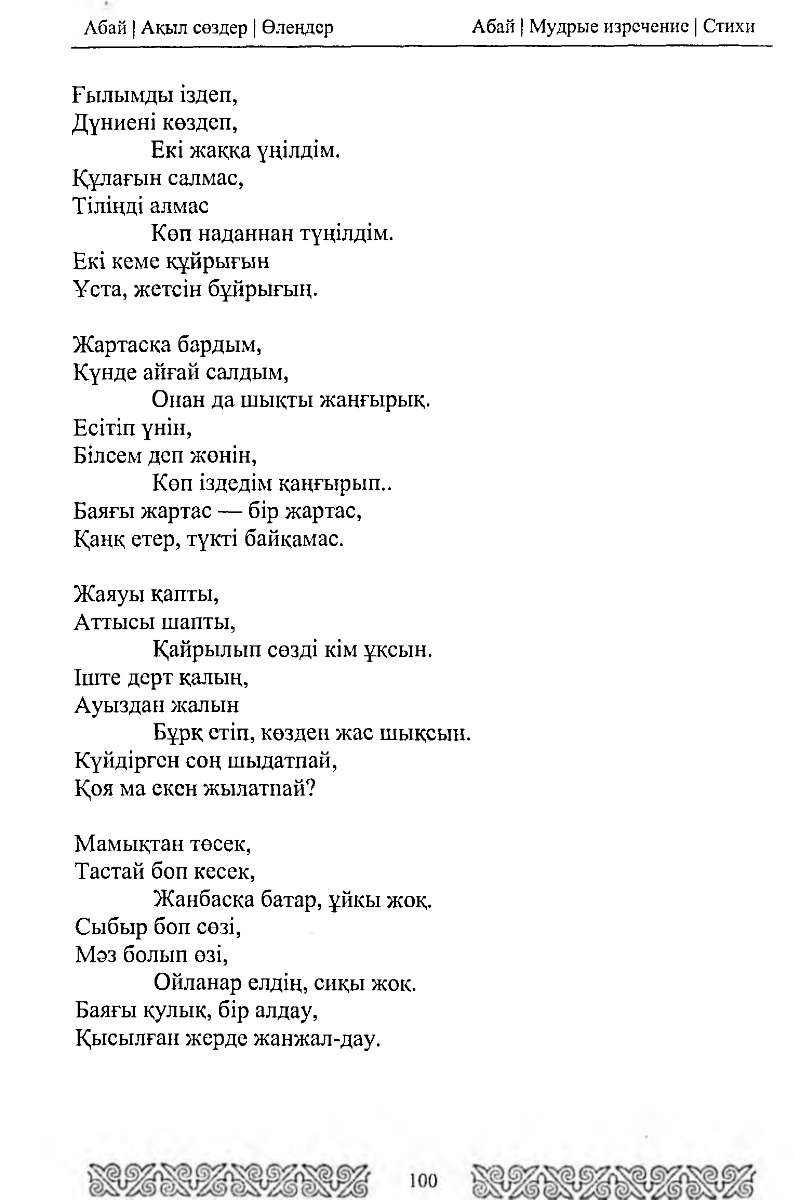 Абай | Ақыл сөздер | Өлеңдер Абай | Мудрые изречение | Стихи
Ғылымды іздеп,
Дүниені көздеп,
Екі жаққа үңілдім.
Құлағын салмас,
Тіліңді алмас
Көп наданнан түңілдім.
Екі кеме құйрығын
Ұста, жетсін бұйрығың.
Жартасқа бардым,
Күнде айғай салдым,
Онан да шықты жаңғырық.
Есітіп үнін,
Білсем деп жөнін,
Көп іздедім қаңғырып..
Баяғы жартас — бір жартас,
Қаңқ етер, түкті байқамас.
Жаяуы қапты,
Аттысы шапты,
Қайрылып сөзді кім ұқсын.
Іште дерт қалың,
Ауыздан жалын
Бұрқ етіп, көзден жас шықсын.
Күйдірген соң шыдатпай,
Қоя ма екен жылатпай?
Мамықтан төсек,
Тастай боп кесек,
Жанбасқа батар, ұйкы жоқ.
Сыбыр боп сөзі,
Мәз болып өзі,
Ойланар елдің, сиқы жок.
Баяғы қулық, бір алдау,
Қысылған жерде жанжал-дау.
100